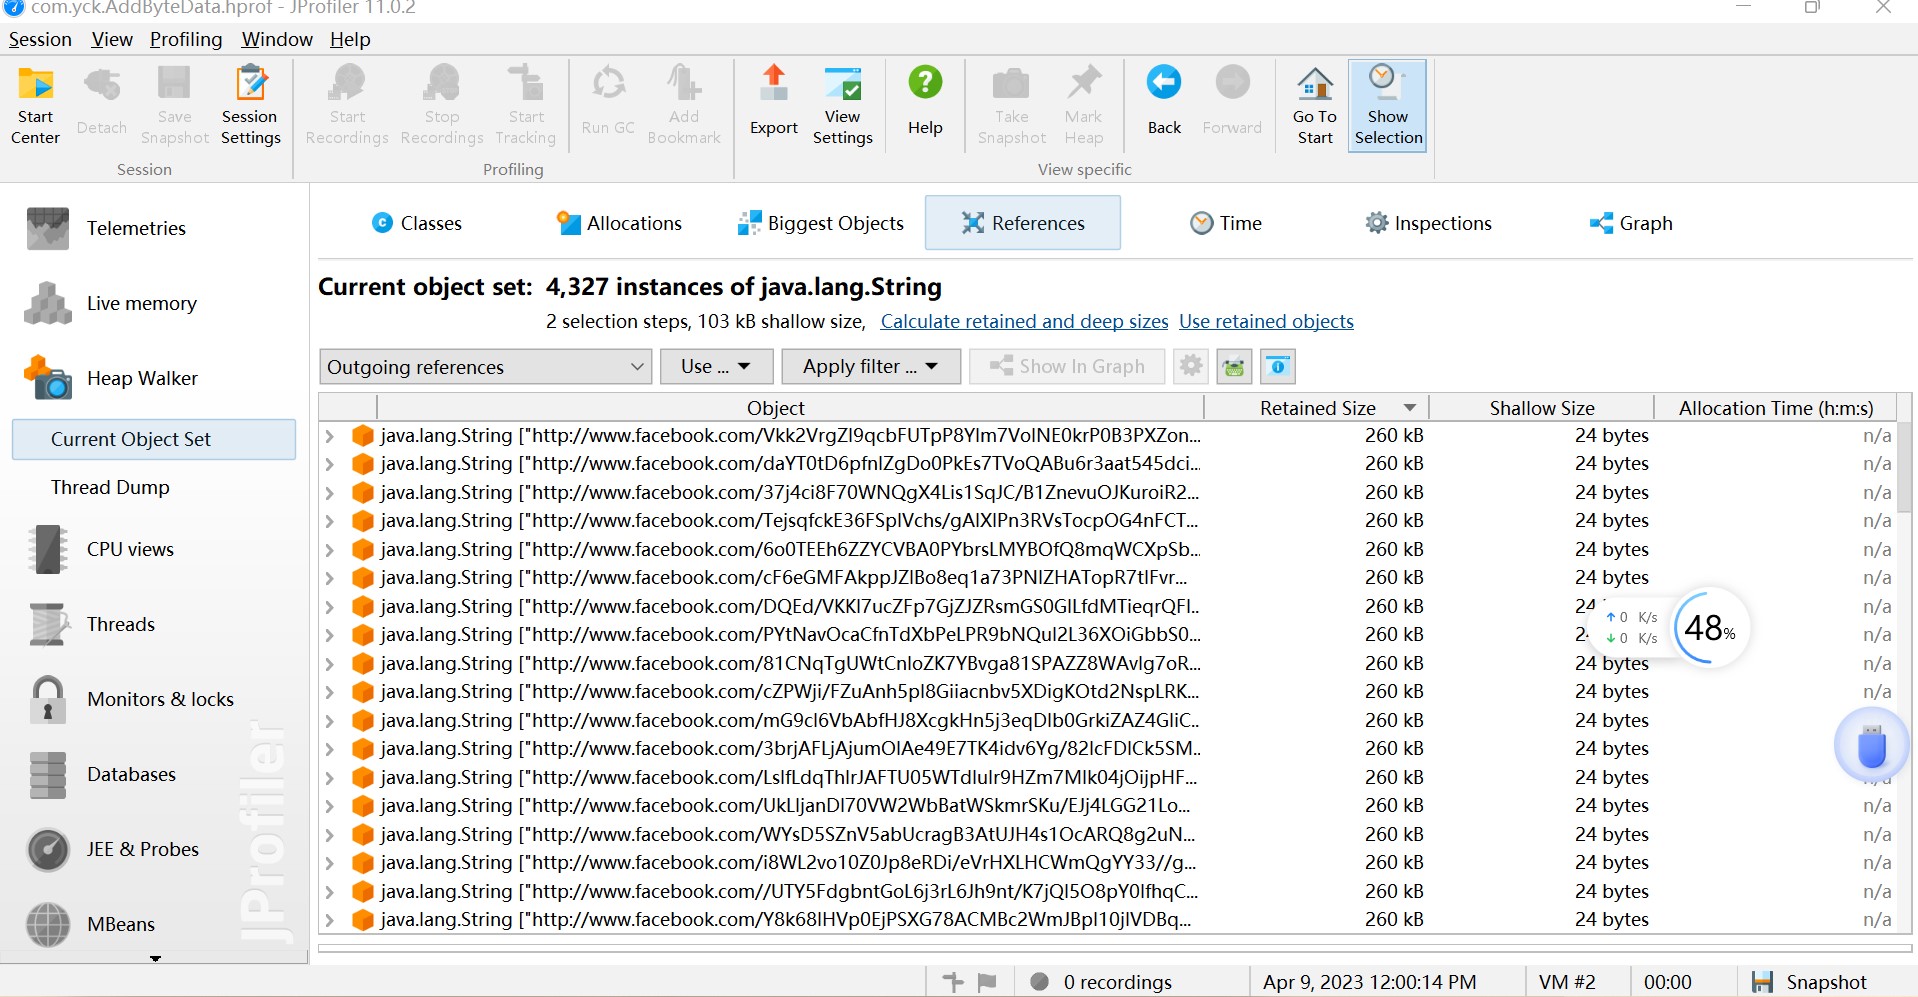 com.yck.AddByteData.hprof - JProfiler 11.0.2
Session View Profiling Window Help
Start Center
Detach
Save Snapshot
Session Settings
Start Recordings
Stop Recordings
Start Tracking
Run GC
Add Bookmark
Export
View Settings
Help
Take Snapshot
Mark Heap
Back
Forward
Go To Start
Show Selection
Session
Profiling
View specific
Telemetries
Live memory
Heap Walker
Current Object Set
Thread Dump
CPU views
Threads
Monitors & locks
Databases
JEE & Probes
MBeans
JProfiler
Classes Allocations Biggest Objects References Time Inspections Graph
Current object set: 4,327 instances of java.lang.String
2 selection steps, 103 kB shallow size, Calculate retained and deep sizes Use retained objects
Outgoing references Use ... Apply filter ... Show In Graph
Object Retained Size Shallow Size Allocation Time (h:m:s)
java.lang.String ["http://www.facebook.com/Vkk2VrgZl9qcbFUTpP8Ylm7VolNE0krP0B3PXZon... 260 kB 24 bytes n/a
java.lang.String ["http://www.facebook.com/daYT0tD6pfnlZgDo0PkEs7TVoQABu6r3aat545dci... 260 kB 24 bytes n/a
java.lang.String ["http://www.facebook.com/37j4ci8F70WNQgX4Lis1SqJC/B1ZnevuOJKuroiR2... 260 kB 24 bytes n/a
java.lang.String ["http://www.facebook.com/TejsqfckE36FSplVchs/gAlXlPn3RVsTocpOG4nFCT... 260 kB 24 bytes n/a
java.lang.String ["http://www.facebook.com/6o0TEEh6ZZYCVBA0PYbrsLMYBOfQ8mqWCXpSb... 260 kB 24 bytes n/a
java.lang.String ["http://www.facebook.com/cF6eGMFAkppJZlBo8eq1a73PNlZHATopR7tlFvr... 260 kB 24 bytes n/a
java.lang.String ["http://www.facebook.com/DQEd/VKKl7ucZFp7GjZJZRsmGS0GlLfdMTieqrQFl... 260 kB 24 n/a
java.lang.String ["http://www.facebook.com/PYtNavOcaCfnTdXbPeLPR9bNQul2L36XOiGbbS0... 260 kB 24 n/a
java.lang.String ["http://www.facebook.com/81CNqTgUWtCnloZK7YBvga81SPAZZ8WAvlg7oR... 260 kB 24 bytes n/a
java.lang.String ["http://www.facebook.com/cZPWji/FZuAnh5pl8Giiacnbv5XDigKOtd2NspLRK... 260 kB 24 bytes n/a
java.lang.String ["http://www.facebook.com/mG9cl6VbAbfHJ8XcgkHn5j3eqDlb0GrkiZAZ4GliC... 260 kB 24 bytes n/a
java.lang.String ["http://www.facebook.com/3brjAFLjAjumOlAe49E7TK4idv6Yg/82lcFDlCk5SM... 260 kB 24 bytes n/a
java.lang.String ["http://www.facebook.com/LslfLdqThlrJAFTU05WTdlulr9HZm7Mlk04jOijpHF... 260 kB 24 bytes n/a
java.lang.String ["http://www.facebook.com/UkLljanDl70VW2WbBatWSkmrSKu/EJj4LGG21Lo... 260 kB 24 bytes n/a
java.lang.String ["http://www.facebook.com/WYsD5SZnV5abUcragB3AtUJH4s1OcARQ8g2uN... 260 kB 24 bytes n/a
java.lang.String ["http://www.facebook.com/i8WL2vo10Z0Jp8eRDi/eVrHXLHCWmQgYY33//g... 260 kB 24 bytes n/a
java.lang.String ["http://www.facebook.com//UTY5FdgbntGoL6j3rL6Jh9nt/K7jQl5O8pY0lfhqC... 260 kB 24 bytes n/a
java.lang.String ["http://www.facebook.com/Y8k68lHVp0EjPSXG78ACMBc2WmJBpl10jlVDBq... 260 kB 24 bytes n/a
↑ 0 K/s
↓ 0 K/s
48%
0 recordings Apr 9, 2023 12:00:14 PM VM #2 00:00 Snapshot